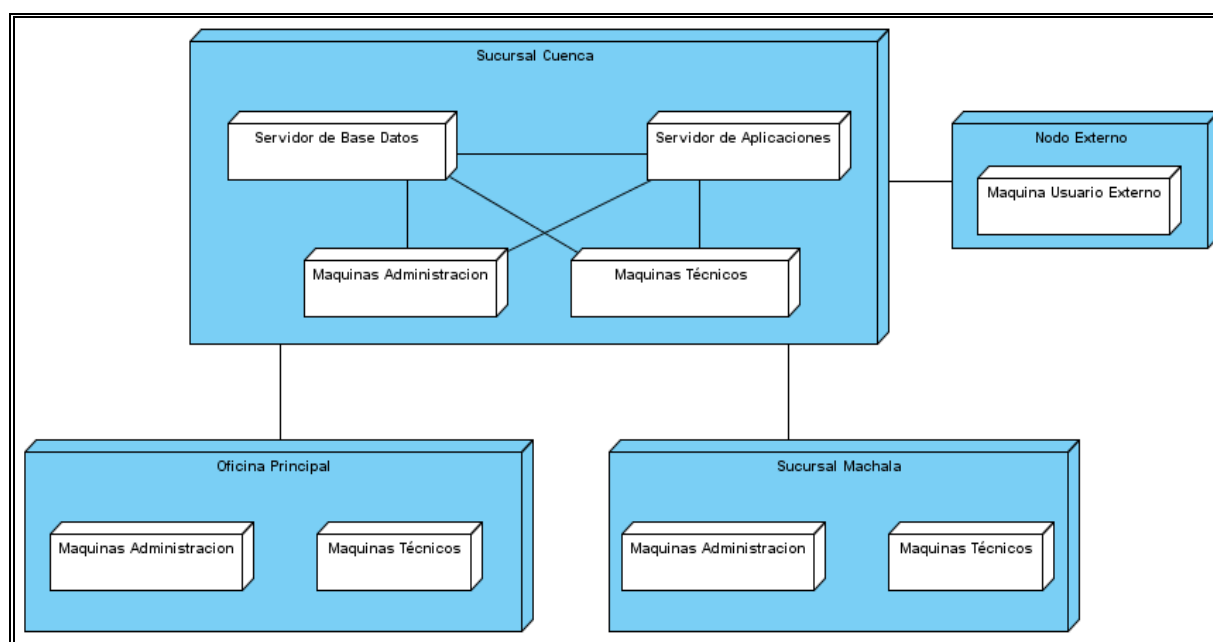 Sucursal Cuenca
Servidor de Base Datos
Servidor de Aplicaciones
Nodo Externo
Maquina Usuario Externo
Maquinas Administracion
Maquinas Técnicos
Oficina Principal
Sucursal Machala
Maquinas Administracion
Maquinas Técnicos
Maquinas Administracion
Maquinas Técnicos